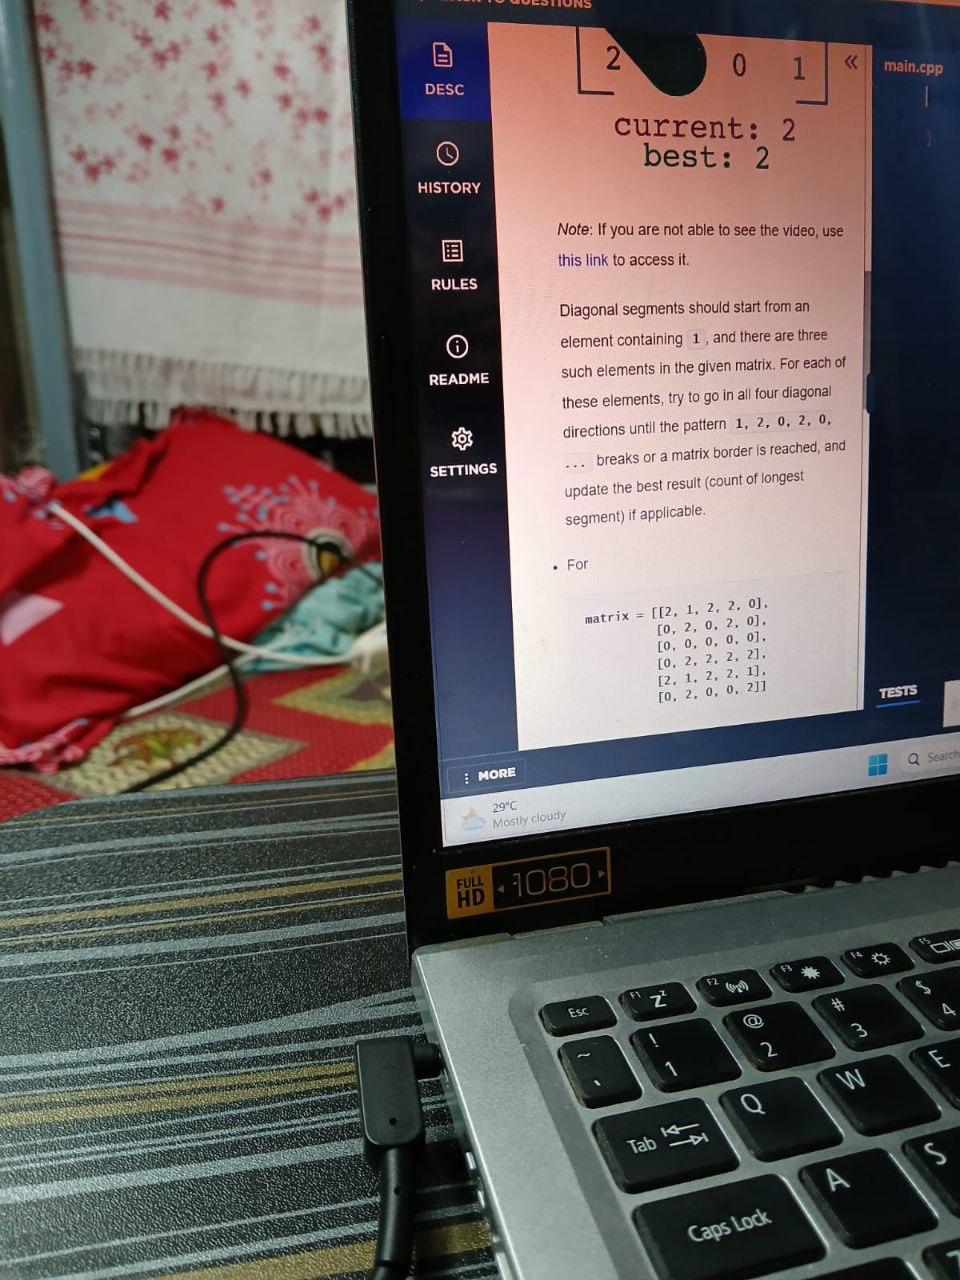 BACK TO QUESTIONS
DESC
HISTORY
RULES
README
SETTINGS
MORE
2 0 1
current: 2
best: 2
Note: If you are not able to see the video, use
this link to access it.
Diagonal segments should start from an
element containing 1, and there are three
such elements in the given matrix. For each of
these elements, try to go in all four diagonal
directions until the pattern 1, 2, 0, 2, 0,
... breaks or a matrix border is reached, and
update the best result (count of longest
segment) if applicable.
• For
matrix = [[2, 1, 2, 2, 0],
[0, 2, 0, 2, 0],
[0, 0, 0, 0, 0],
[0, 2, 2, 2, 2],
[2, 1, 2, 2, 1],
[0, 2, 0, 0, 2]]
«
main.cpp
}
TESTS
29°C
Mostly cloudy
Search
FULL HD 1080
Esc F1 Zz F2 F3 F4 F5
~ ! @ # $
` 1 2 3 4
Tab Q W E
Caps Lock A S
Z